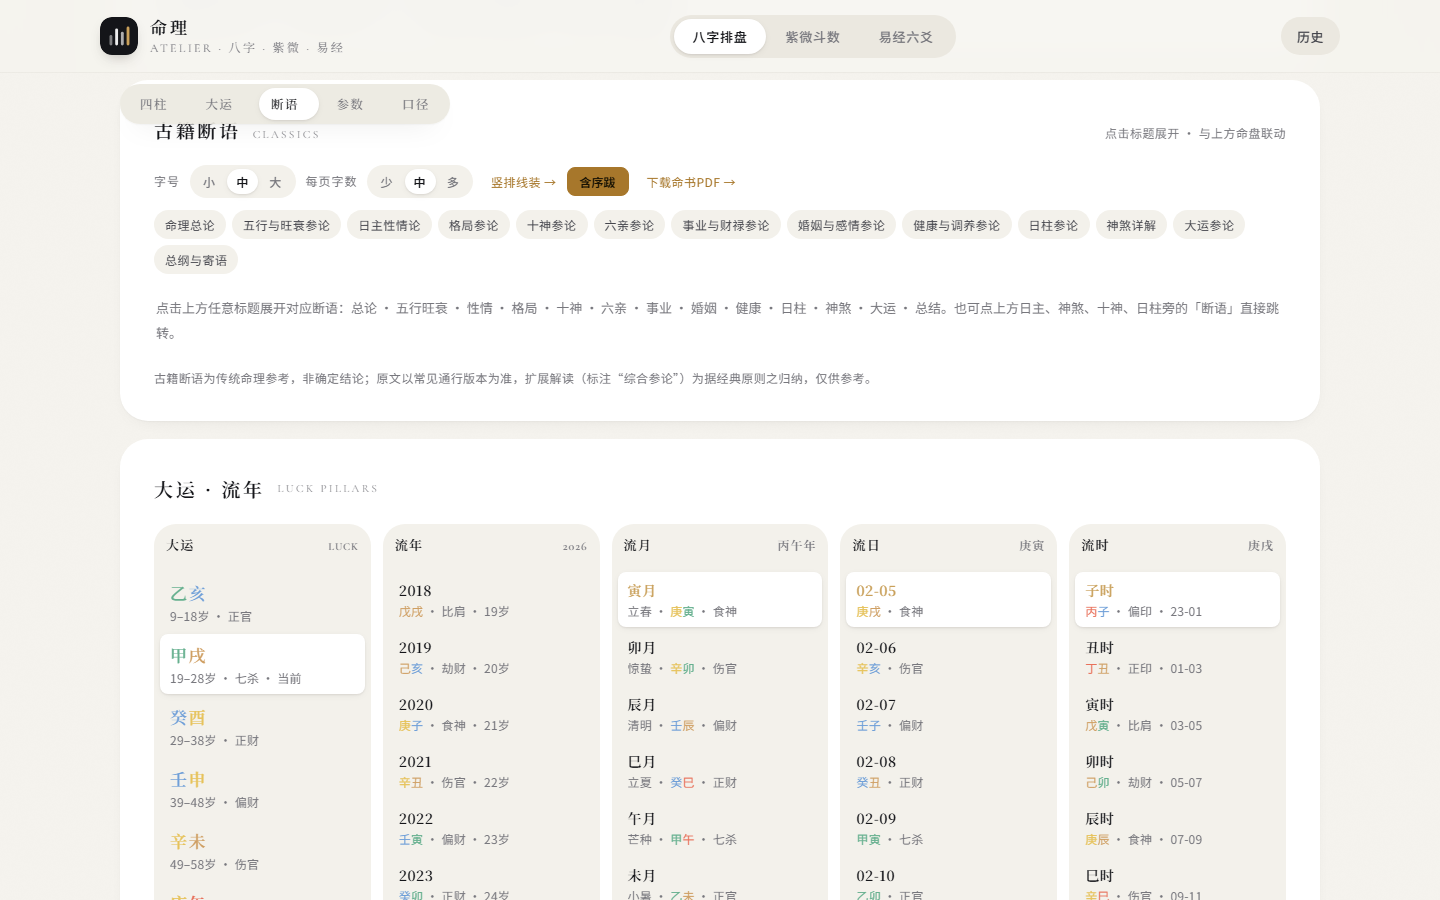 命理
ATELIER · 八字 · 紫微 · 易经
八字排盘 紫微斗数 易经六爻
历史
四柱 大运 断语 参数 口径
古籍断语 CLASSICS
点击标题展开 · 与上方命盘联动
字号 小 中 大 每页字数 少 中 多 竖排线装 → 含序跋 下载命书PDF →
命理总论 五行与旺衰参论 日主性情论 格局参论 十神参论 六亲参论 事业与财禄参论 婚姻与感情参论 健康与调养参论 日柱参论 神煞详解 大运参论
总纲与寄语
点击上方任意标题展开对应断语：总论 · 五行旺衰 · 性情 · 格局 · 十神 · 六亲 · 事业 · 婚姻 · 健康 · 日柱 · 神煞 · 大运 · 总结。也可点上方日主、神煞、十神、日柱旁的「断语」直接跳
转。
古籍断语为传统命理参考，非确定结论；原文以常见通行版本为准，扩展解读（标注“综合参论”）为据经典原则之归纳，仅供参考。
大运 · 流年 LUCK PILLARS
大运 LUCK
乙亥
9–18岁 · 正官
甲戌
19–28岁 · 七杀 · 当前
癸酉
29–38岁 · 正财
壬申
39–48岁 · 偏财
辛未
49–58岁 · 伤官
流年 2026
2018
戊戌 · 比肩 · 19岁
2019
己亥 · 劫财 · 20岁
2020
庚子 · 食神 · 21岁
2021
辛丑 · 伤官 · 22岁
2022
壬寅 · 偏财 · 23岁
2023
癸卯 · 正财 · 24岁
流月 丙午年
寅月
立春 · 庚寅 · 食神
卯月
惊蛰 · 辛卯 · 伤官
辰月
清明 · 壬辰 · 偏财
巳月
立夏 · 癸巳 · 正财
午月
芒种 · 甲午 · 七杀
未月
小暑 · 乙未 · 正官
流日 庚寅
02-05
庚戌 · 食神
02-06
辛亥 · 伤官
02-07
壬子 · 偏财
02-08
癸丑 · 正财
02-09
甲寅 · 七杀
02-10
乙卯 · 正官
流时 庚戌
子时
丙子 · 偏印 · 23-01
丑时
丁丑 · 正印 · 01-03
寅时
戊寅 · 比肩 · 03-05
卯时
己卯 · 劫财 · 05-07
辰时
庚辰 · 食神 · 07-09
巳时
辛巳 · 伤官 · 09-11